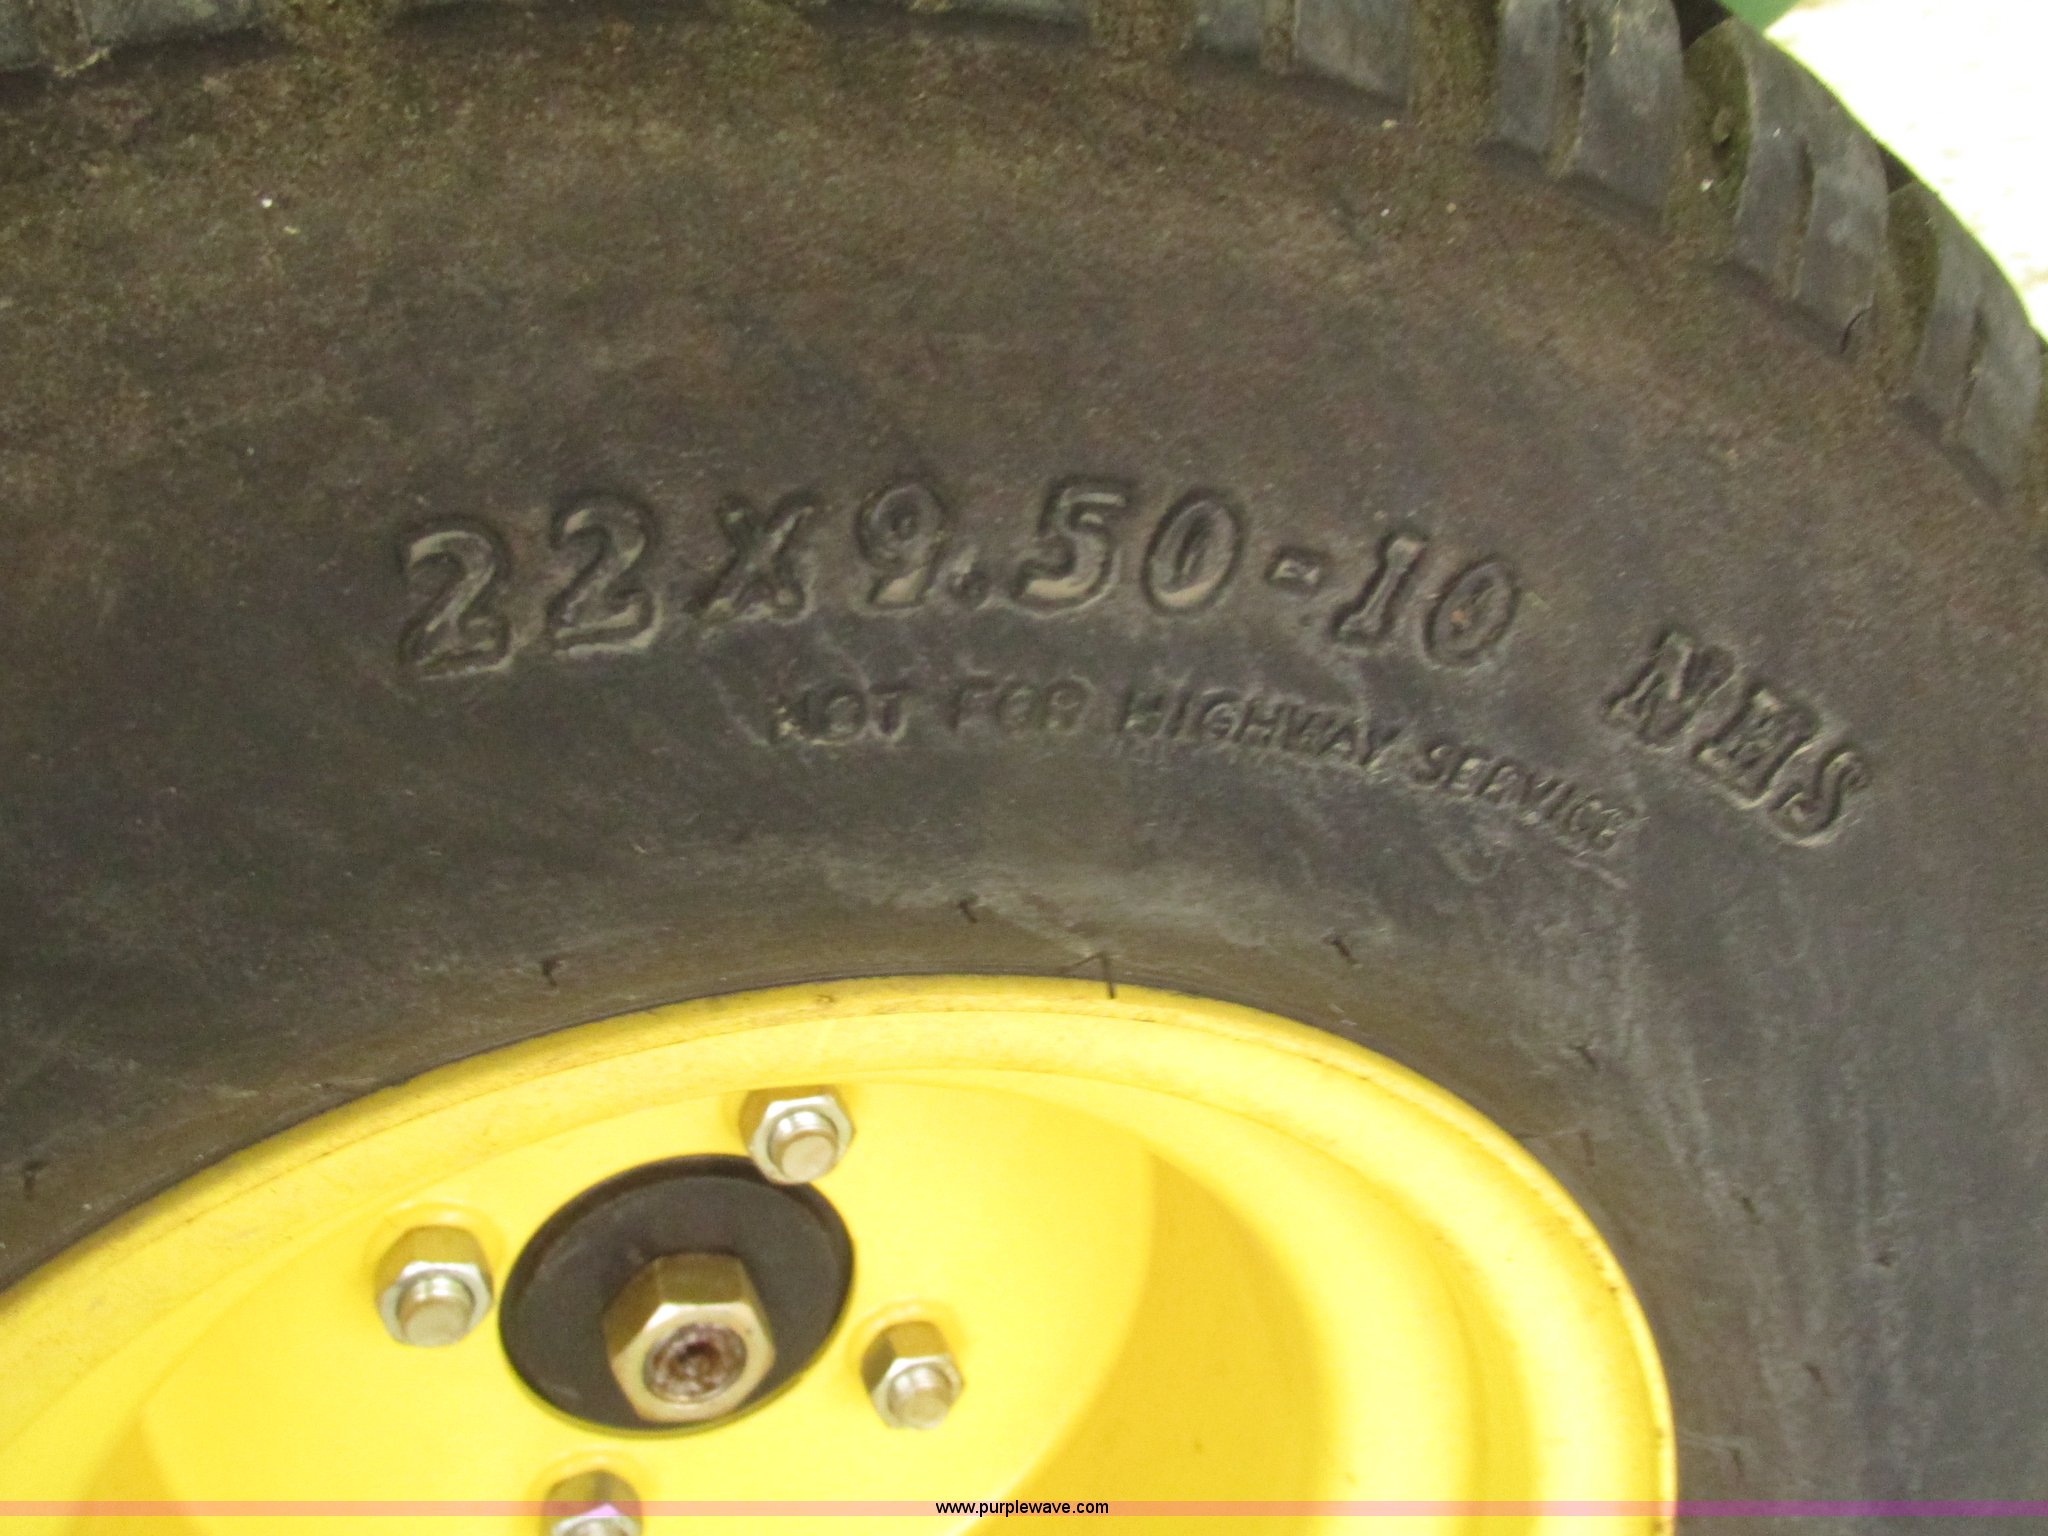 22X9.50-10 NHS
NOT FOR HIGHWAY SERVICE
www.purplewave.com